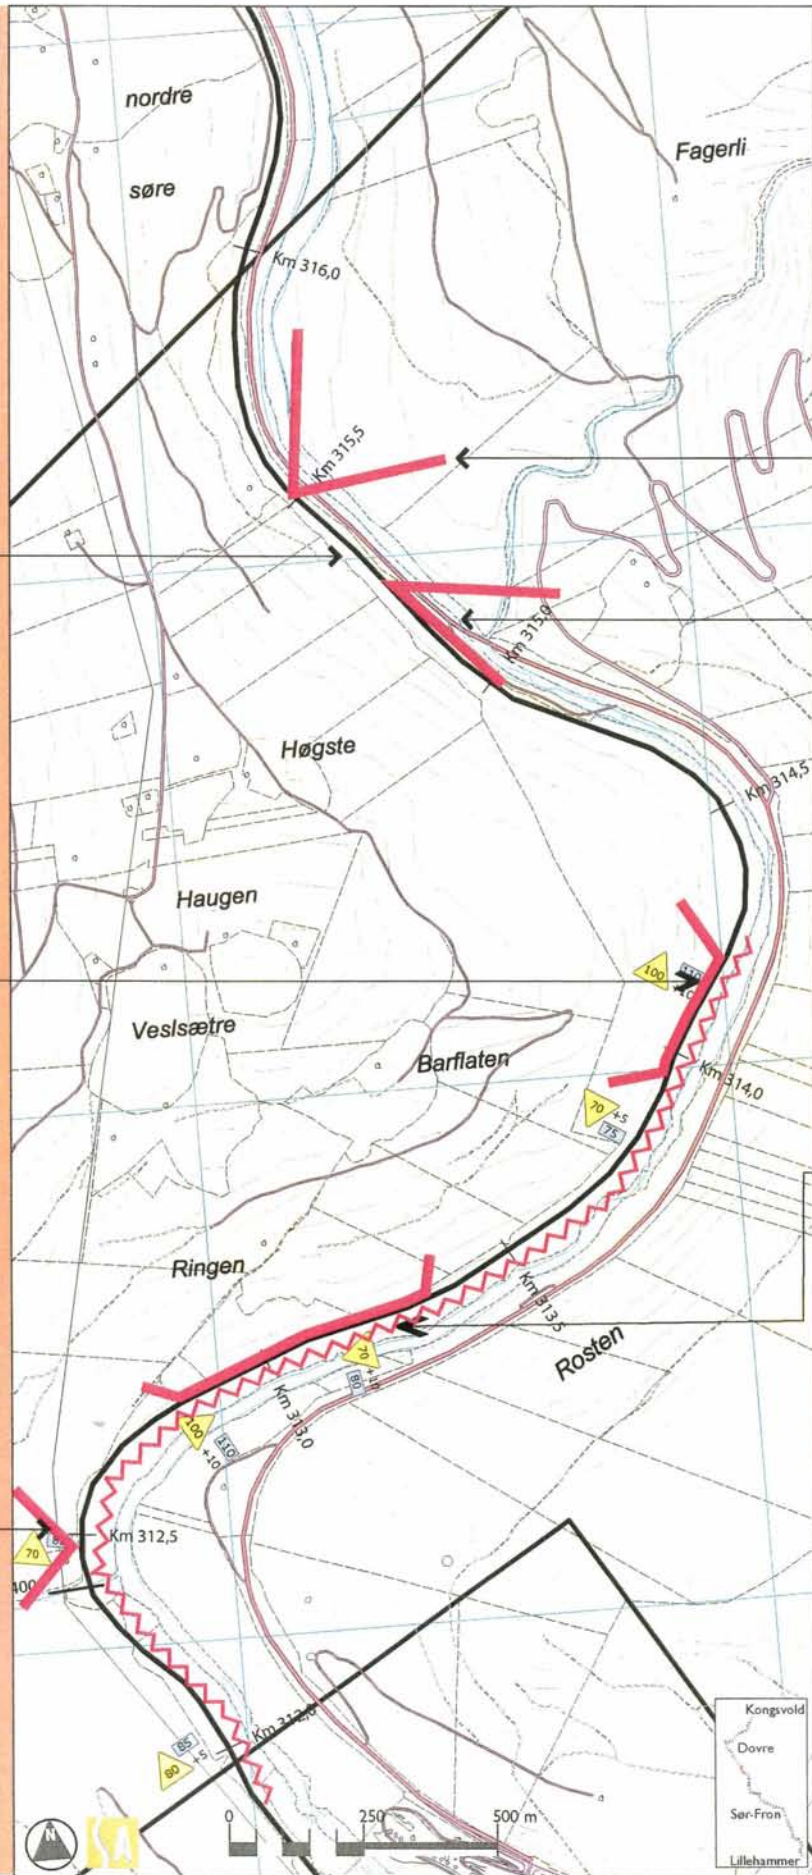 nordre
Fagerli
søre
Km 316,0
Km 315,5
Km 315,0
Høgste
Km 314,5
Haugen
100
110
+10
Veslsætre
Barflaten
Km 314,0
70
+5
75
Ringen
Km 313,5
Rosten
70
+10
80
Km 313,0
100
+10
110
Km 312,5
70
400
Km 312,0
85
+5
80
Kongsvold
Dovre
Sør-Fron
Lillehammer
N
0
250
500 m